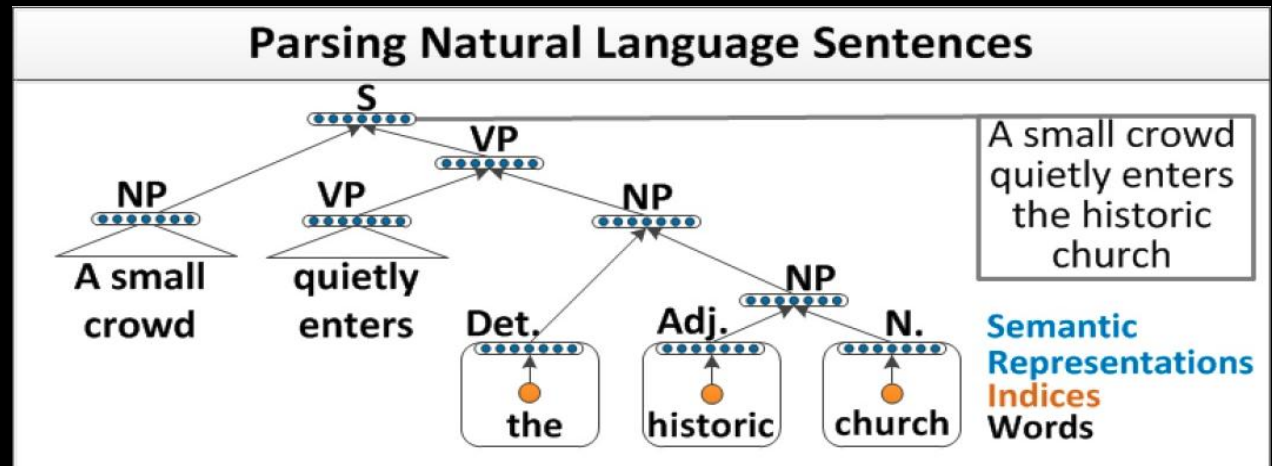 Parsing Natural Language Sentences
S
VP
NP
VP
NP
A small
crowd
quietly
enters
NP
Det.
Adj.
N.
the
historic
church
A small crowd
quietly enters
the historic
church
Semantic
Representations
Indices
Words